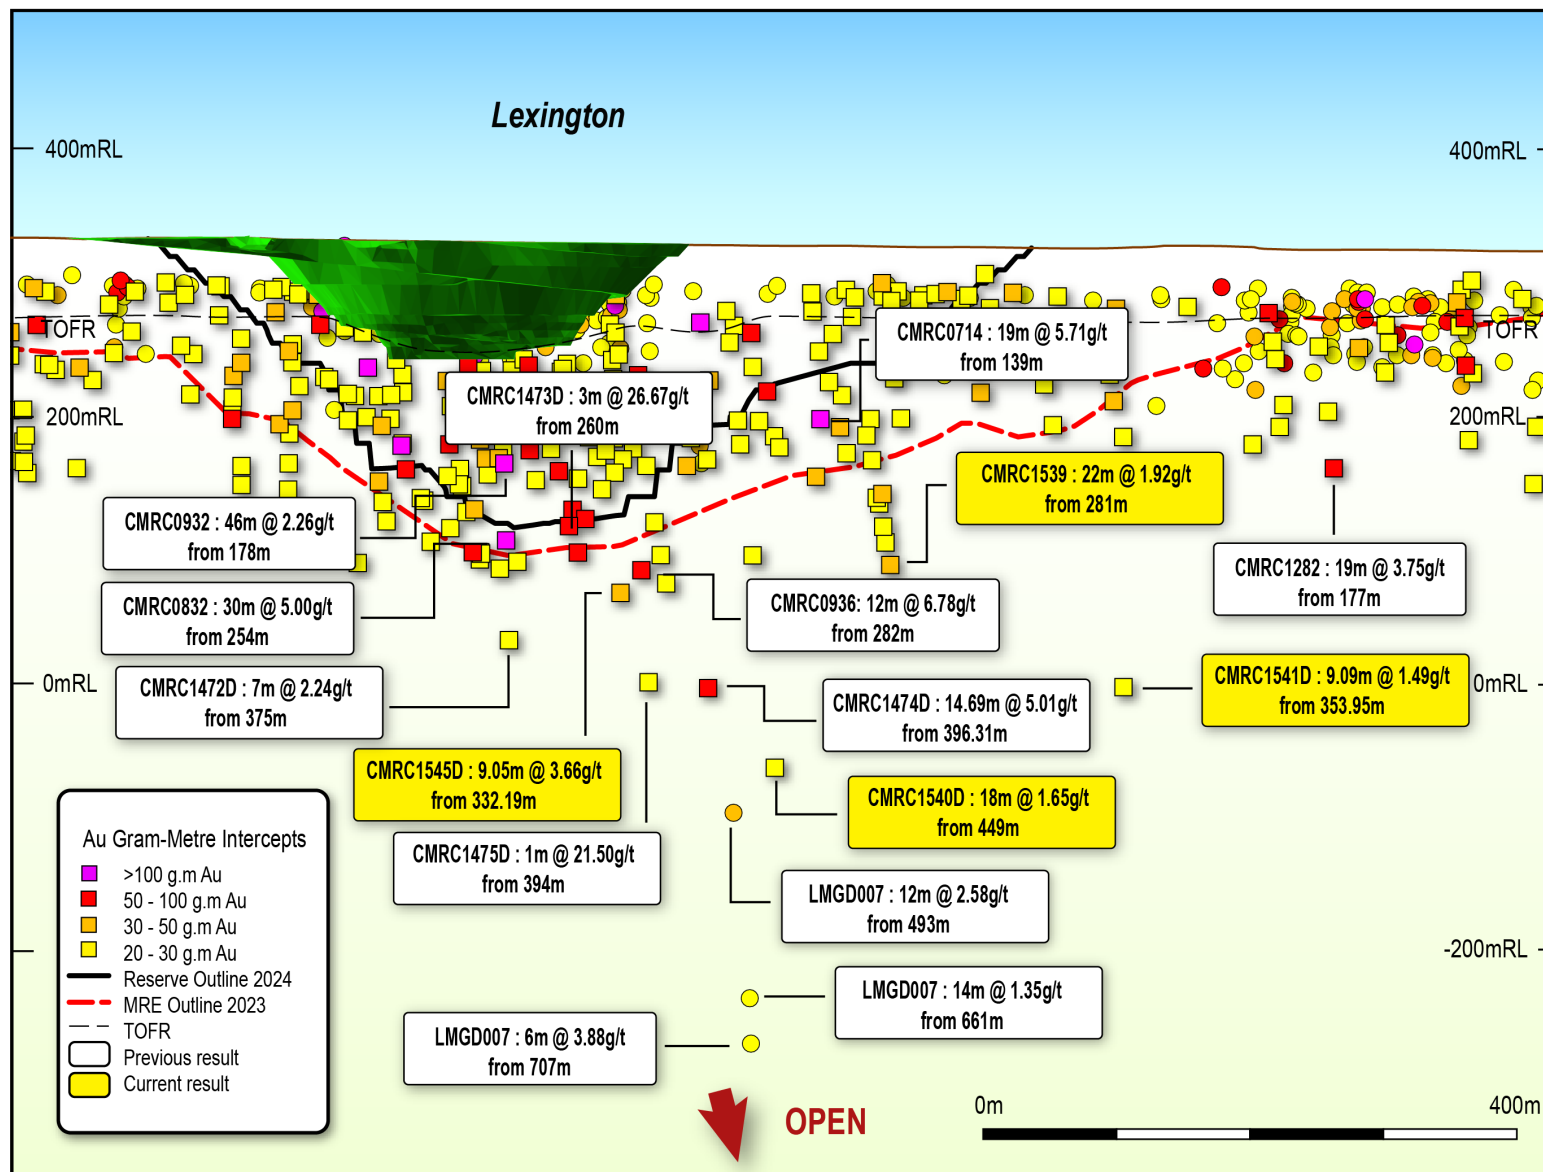 Lexington
400mRL
400mRL
TOFR
TOFR
CMRC0714 : 19m @ 5.71g/t
from 139m
CMRC1473D : 3m @ 26.67g/t
from 260m
200mRL
200mRL
CMRC1539 : 22m @ 1.92g/t
from 281m
CMRC0932 : 46m @ 2.26g/t
from 178m
CMRC1282 : 19m @ 3.75g/t
from 177m
CMRC0832 : 30m @ 5.00g/t
from 254m
CMRC0936: 12m @ 6.78g/t
from 282m
CMRC1472D : 7m @ 2.24g/t
from 375m
0mRL
0mRL
CMRC1541D : 9.09m @ 1.49g/t
from 353.95m
CMRC1474D : 14.69m @ 5.01g/t
from 396.31m
CMRC1545D : 9.05m @ 3.66g/t
from 332.19m
CMRC1540D : 18m @ 1.65g/t
from 449m
CMRC1475D : 1m @ 21.50g/t
from 394m
LMGD007 : 12m @ 2.58g/t
from 493m
-200mRL
LMGD007 : 14m @ 1.35g/t
from 661m
LMGD007 : 6m @ 3.88g/t
from 707m
Au Gram-Metre Intercepts
>100 g.m Au
50 - 100 g.m Au
30 - 50 g.m Au
20 - 30 g.m Au
Reserve Outline 2024
MRE Outline 2023
TOFR
Previous result
Current result
OPEN
0m
400m